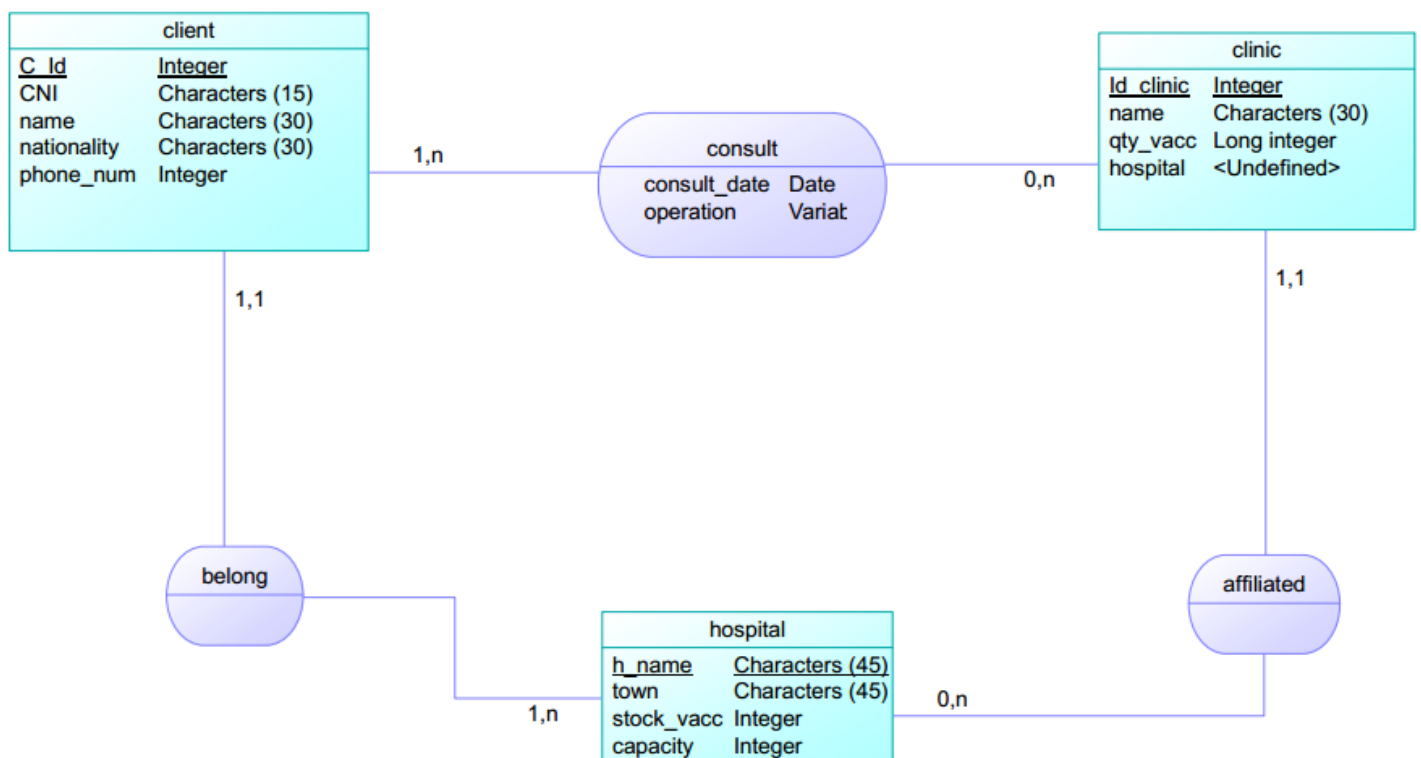 client
C_Id Integer
CNI Characters (15)
name Characters (30)
nationality Characters (30)
phone_num Integer
clinic
Id_clinic Integer
name Characters (30)
qty_vacc Long integer
hospital <Undefined>
1,n
consult
consult_date Date
operation Variat
0,n
1,1
1,1
belong
affiliated
hospital
h_name Characters (45)
town Characters (45)
stock_vacc Integer
capacity Integer
1,n
0,n